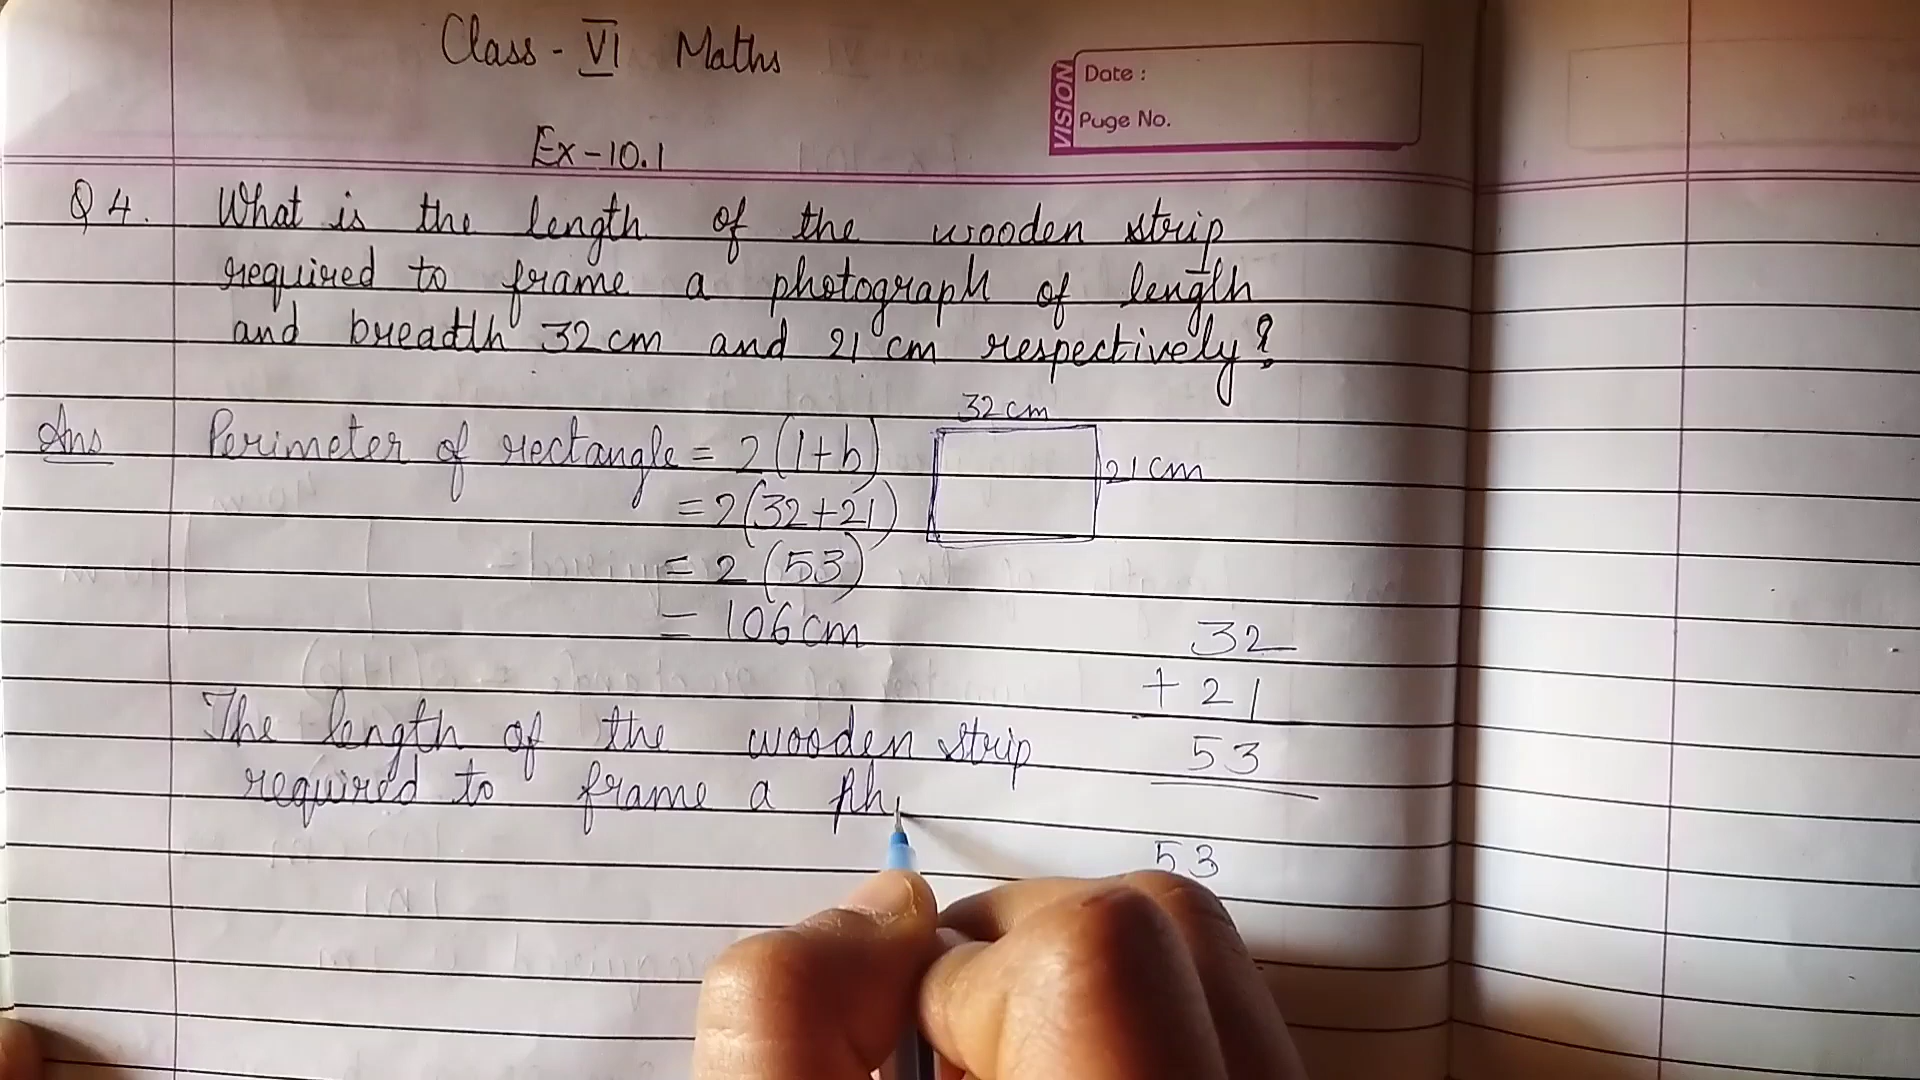 Class - VI Maths
VISION
Date :
Page No.
Ex-10.1
Q 4. What is the length of the wooden strip
required to frame a photograph of length
and breadth 32 cm and 21 cm respectively?
32 cm
Ans Perimeter of rectangle = 2(l+b)
21 cm
= 2(32+21)
= 2(53)
= 106 cm
32
+ 21
53
The length of the wooden strip
required to frame a ph
53